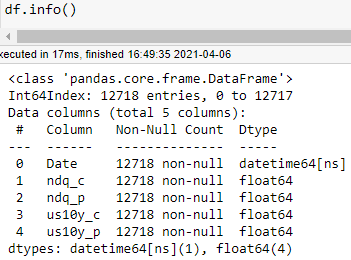 df.info()
executed in 17ms, finished 16:49:35 2021-04-06
<class 'pandas.core.frame.DataFrame'>
Int64Index: 12718 entries, 0 to 12717
Data columns (total 5 columns):
 #   Column   Non-Null Count  Dtype
---  ------   --------------  -----
 0   Date     12718 non-null  datetime64[ns]
 1   ndq_c    12718 non-null  float64
 2   ndq_p    12718 non-null  float64
 3   us10y_c  12718 non-null  float64
 4   us10y_p  12718 non-null  float64
dtypes: datetime64[ns](1), float64(4)